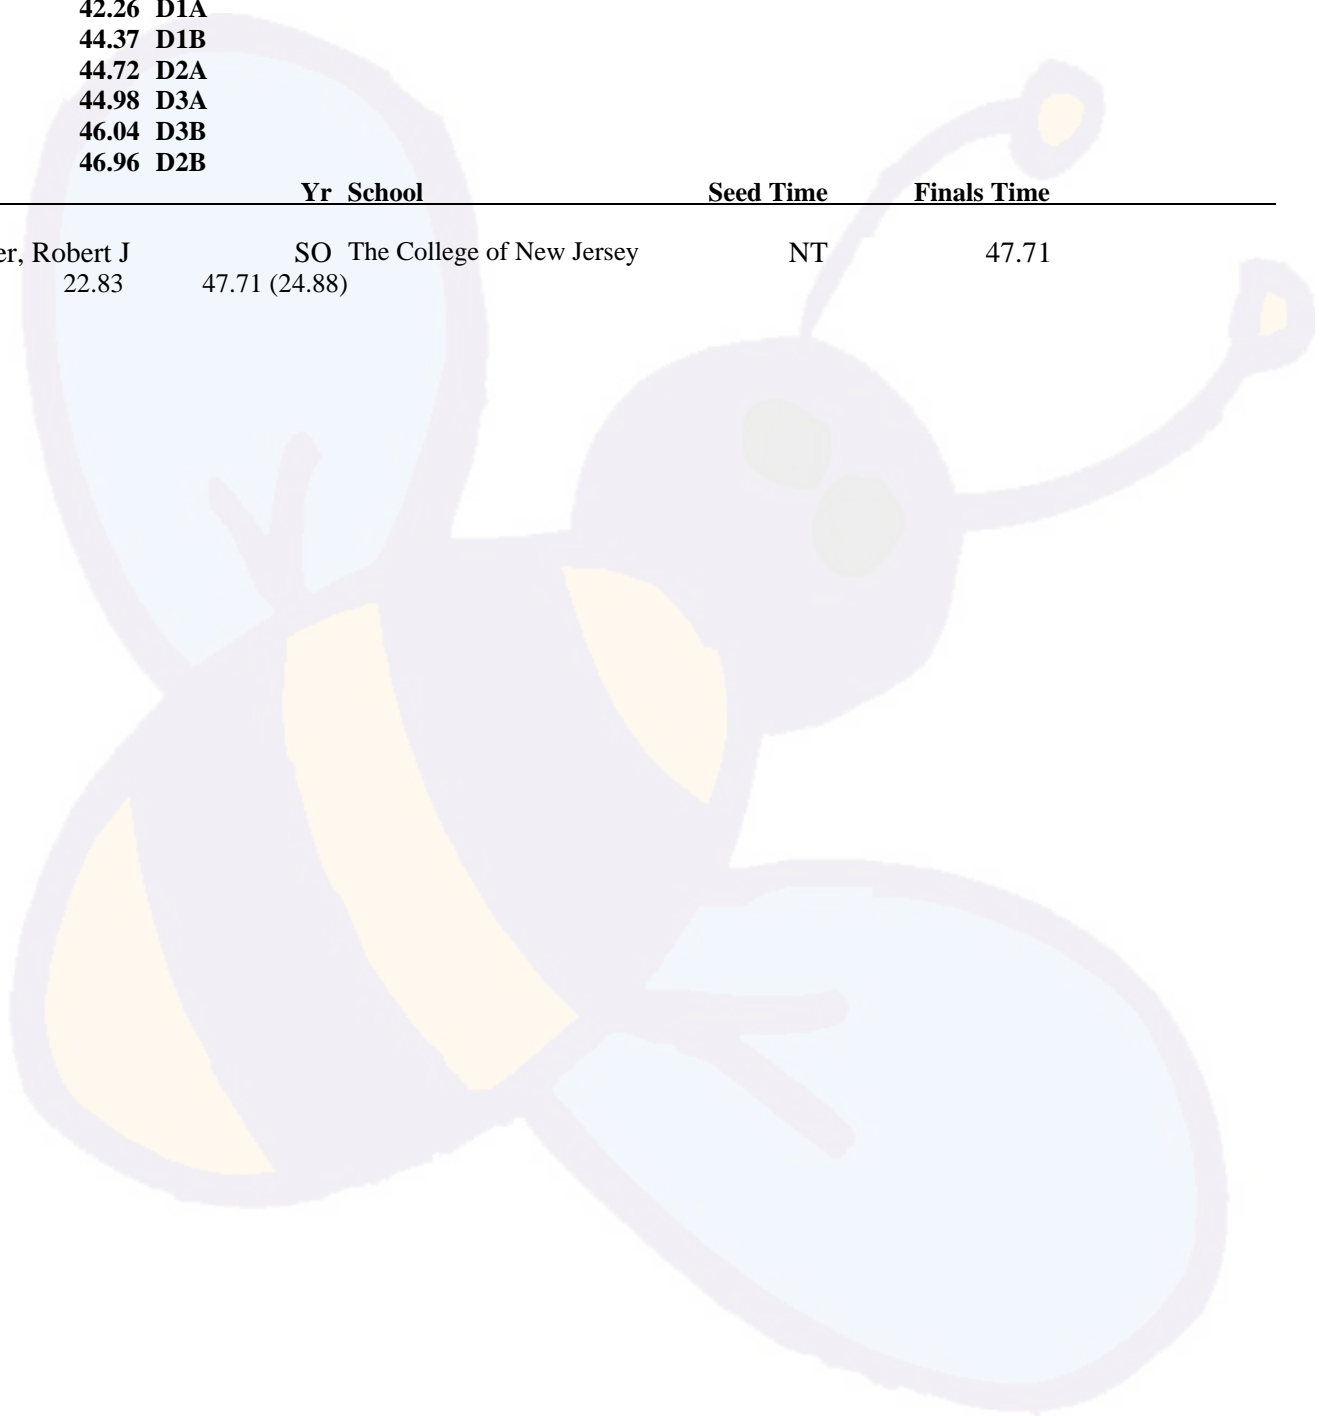 42.26 D1A
44.37 D1B
44.72 D2A
44.98 D3A
46.04 D3B
46.96 D2B
Yr School Seed Time Finals Time
er, Robert J SO The College of New Jersey NT 47.71
22.83 47.71 (24.88)